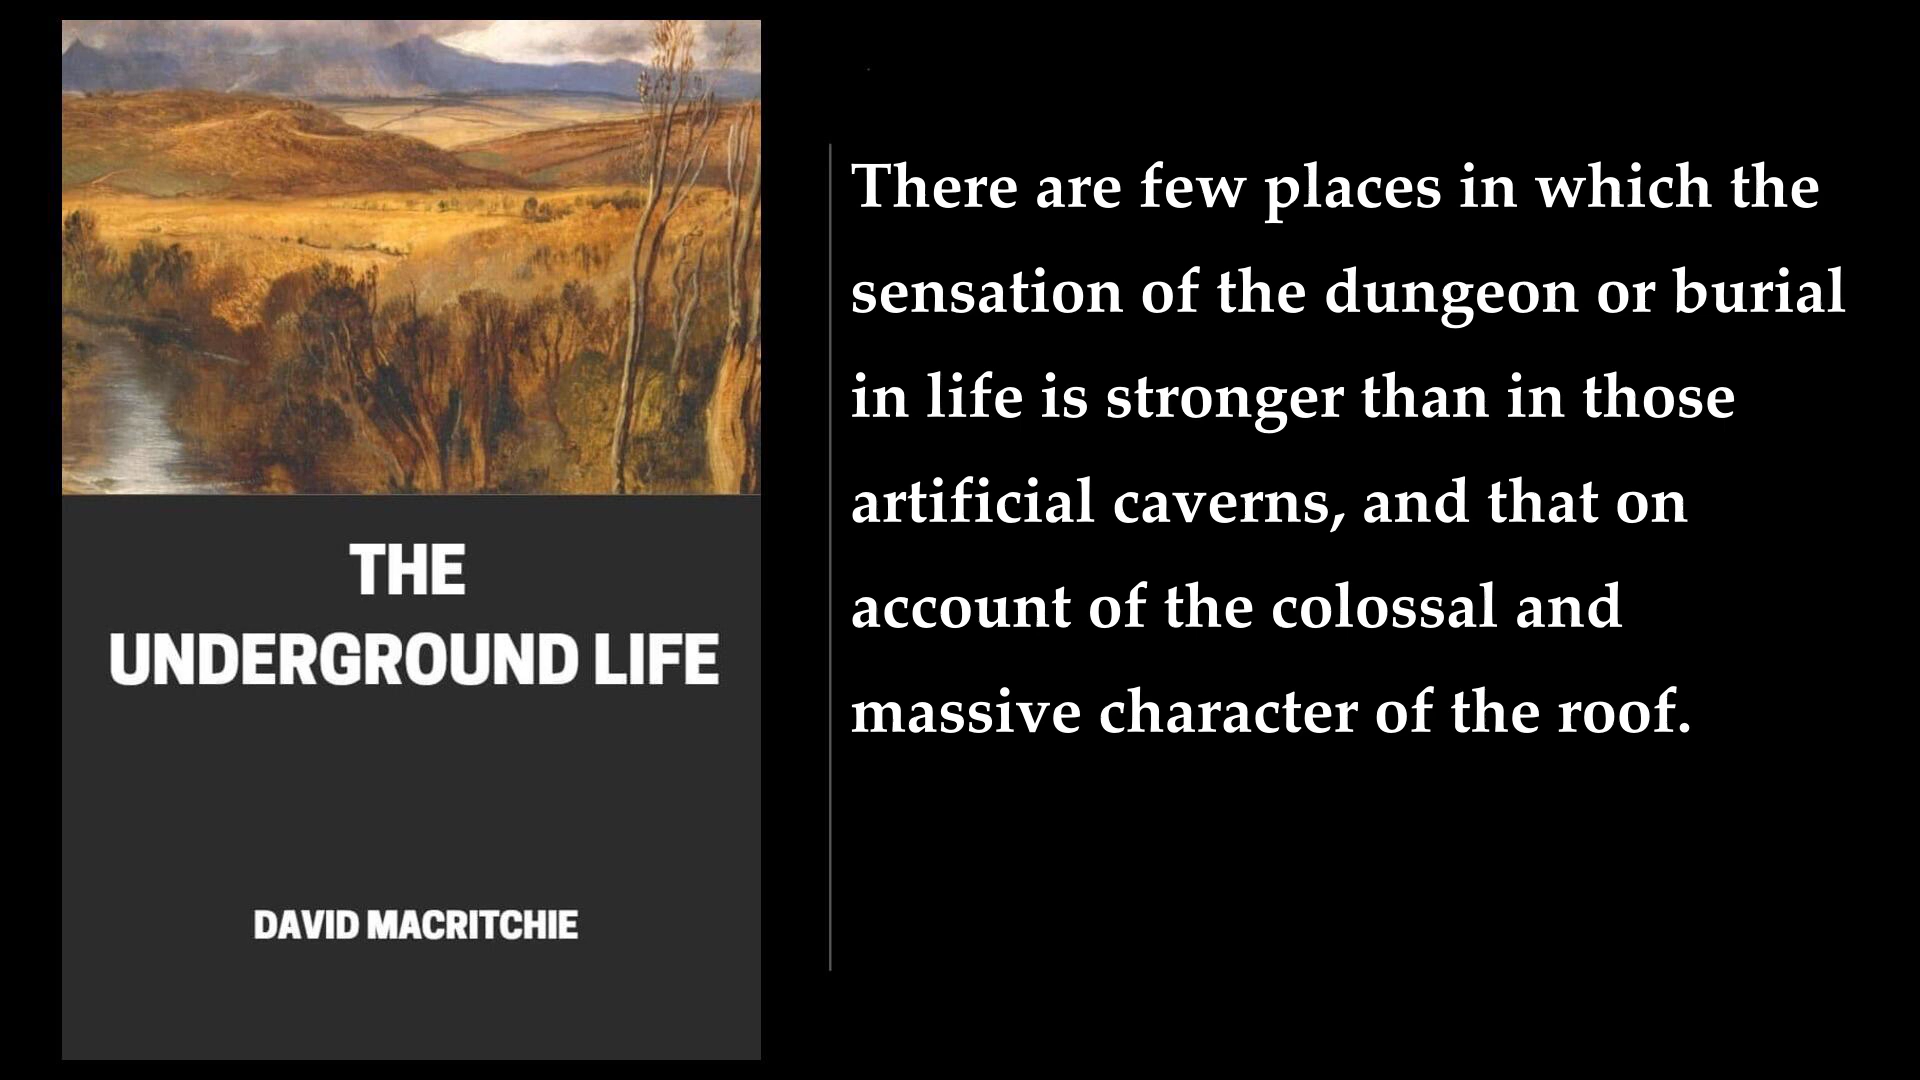 THE
UNDERGROUND LIFE
DAVID MACRITCHIE
There are few places in which the
sensation of the dungeon or burial
in life is stronger than in those
artificial caverns, and that on
account of the colossal and
massive character of the roof.